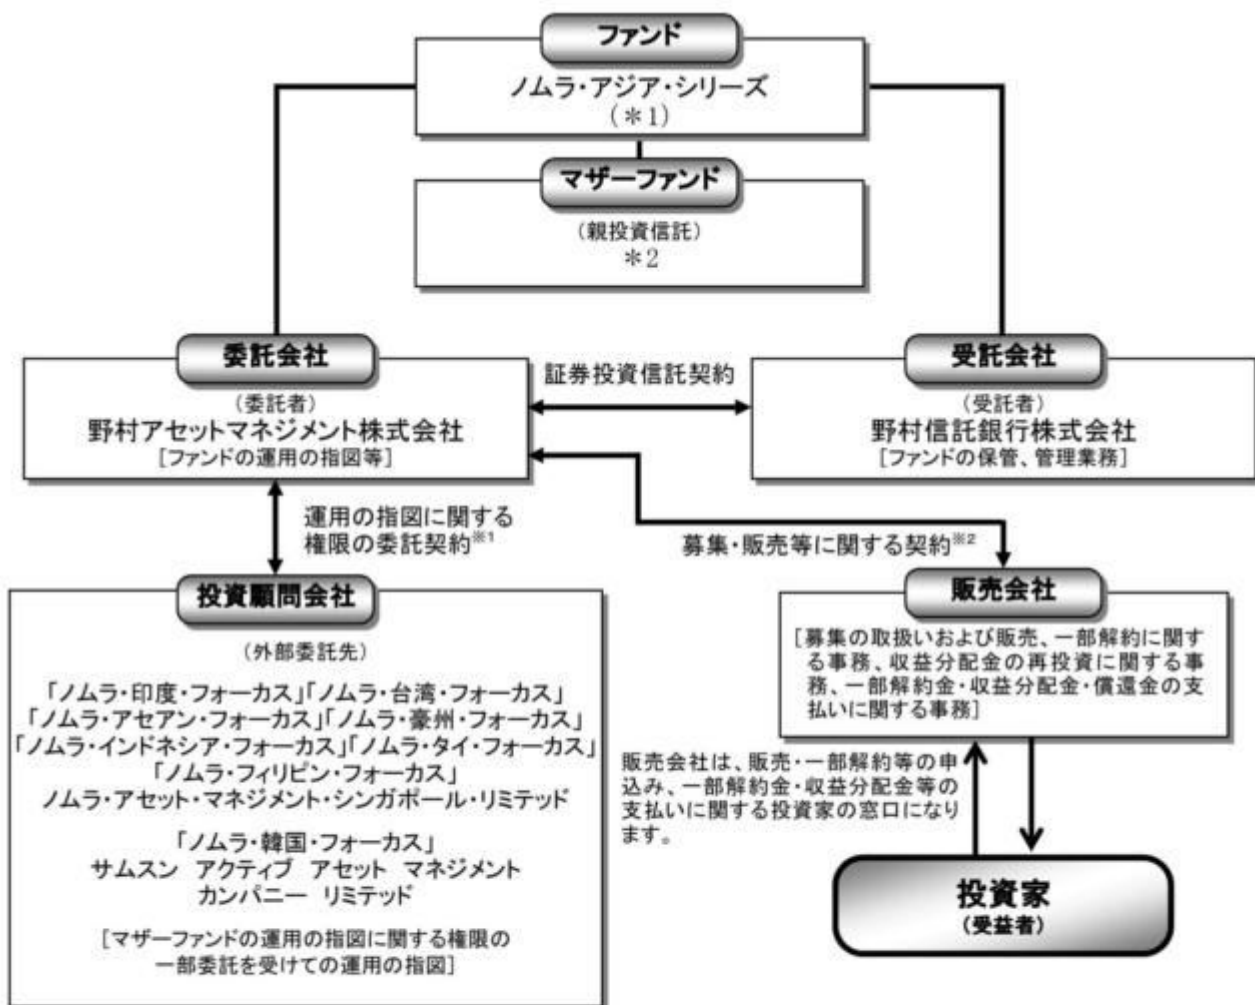 ファンド
ノムラ・アジア・シリーズ
(＊1)
マザーファンド
(親投資信託)
＊2
委託会社
(委託者)
野村アセットマネジメント株式会社
[ファンドの運用の指図等]
証券投資信託契約
受託会社
(受託者)
野村信託銀行株式会社
[ファンドの保管、管理業務]
運用の指図に関する
権限の委託契約※1
募集・販売等に関する契約※2
投資顧問会社
(外部委託先)
「ノムラ・印度・フォーカス」「ノムラ・台湾・フォーカス」
「ノムラ・アセアン・フォーカス」「ノムラ・豪州・フォーカス」
「ノムラ・インドネシア・フォーカス」「ノムラ・タイ・フォーカス」
「ノムラ・フィリピン・フォーカス」
ノムラ・アセット・マネジメント・シンガポール・リミテッド
「ノムラ・韓国・フォーカス」
サムスン アクティブ アセット マネジメント
カンパニー リミテッド
[マザーファンドの運用の指図に関する権限の
一部委託を受けての運用の指図]
販売会社
[募集の取扱いおよび販売、一部解約に関す
る事務、収益分配金の再投資に関する事
務、一部解約金・収益分配金・償還金の支
払いに関する事務]
販売会社は、販売・一部解約等の申
込み、一部解約金・収益分配金等の
支払いに関する投資家の窓口になり
ます。
投資家
(受益者)